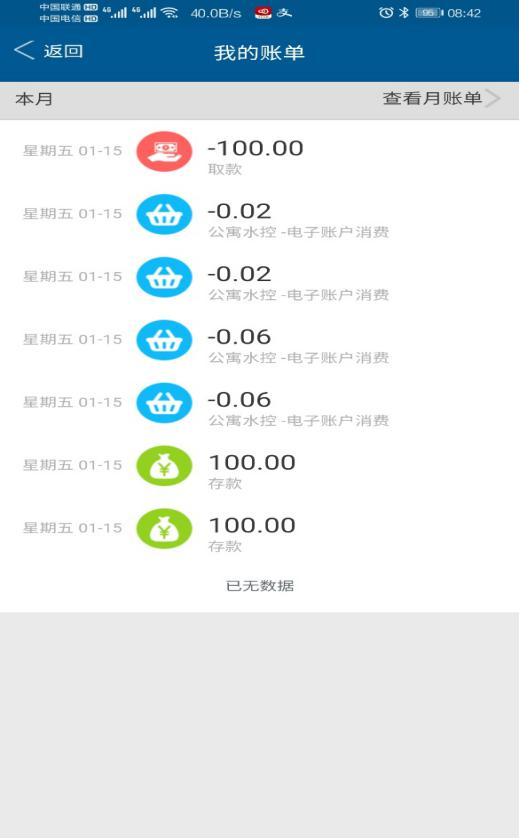 中国联通 HD 4G 4G 40.0B/s 95 08:42
中国电信 HD
返回 我的账单
本月 查看月账单
星期五 01-15 -100.00
取款
星期五 01-15 -0.02
公寓水控 -电子账户消费
星期五 01-15 -0.02
公寓水控 -电子账户消费
星期五 01-15 -0.06
公寓水控 -电子账户消费
星期五 01-15 -0.06
公寓水控 -电子账户消费
星期五 01-15 ¥ 100.00
存款
星期五 01-15 ¥ 100.00
存款
已无数据